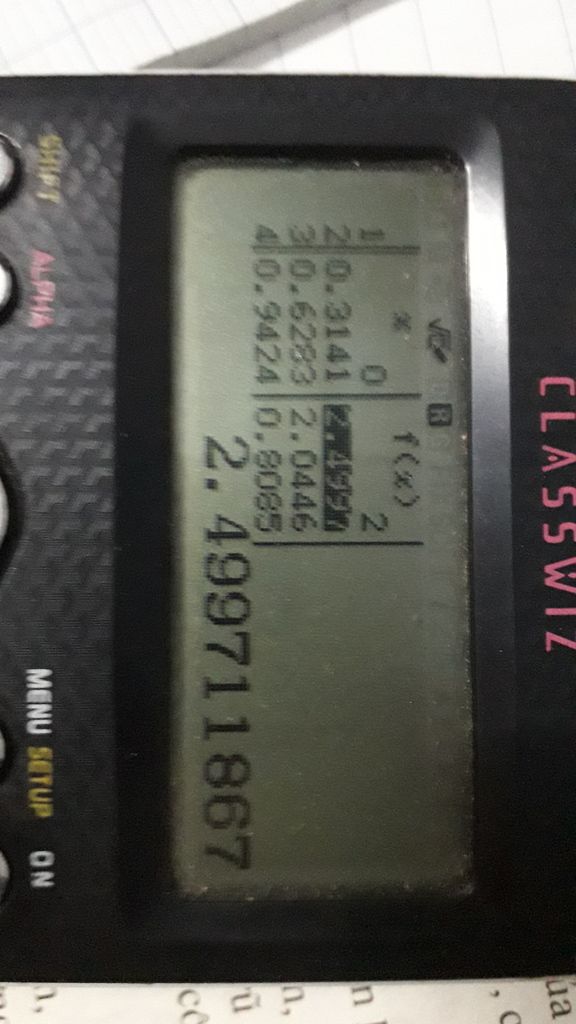 CLASSWIZ
√▱ R
x f(x)
1 0 2
2 0.3141 2.4997
3 0.6283 2.0446
4 0.9424 0.8085
2.499711867
SHIFT ALPHA MENU SETUP ON